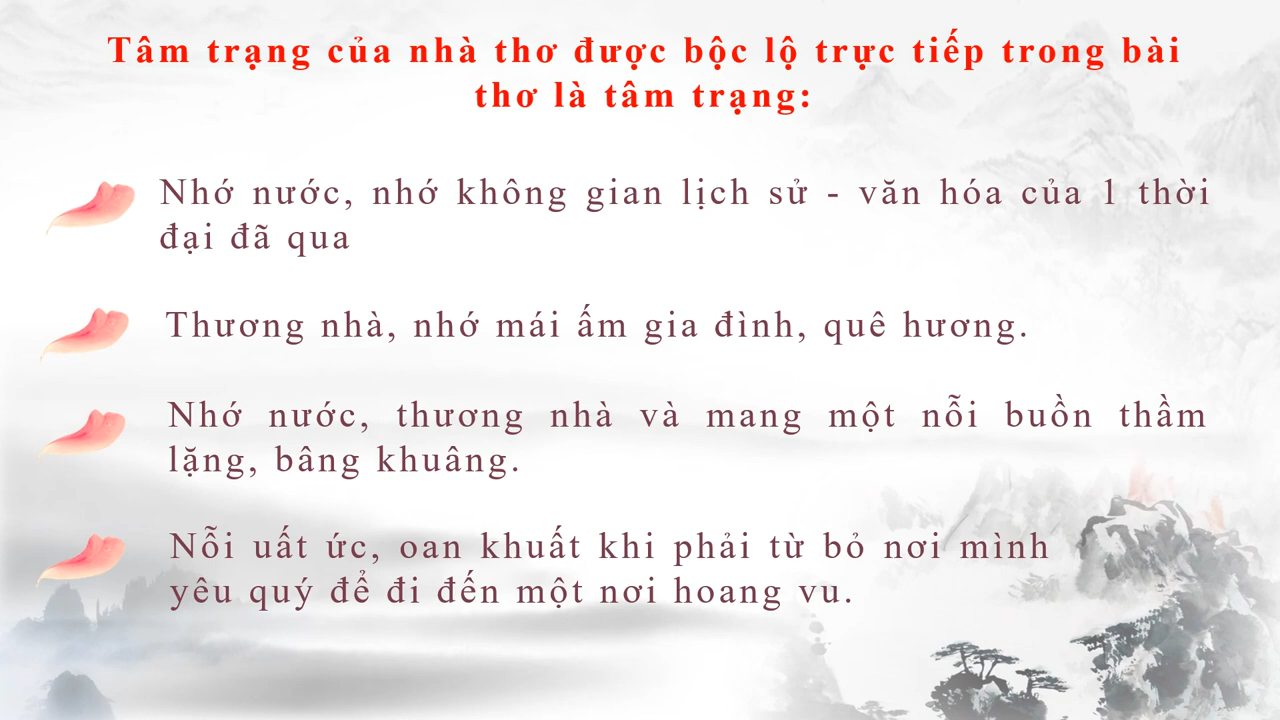 Tâm trạng của nhà thơ được bộc lộ trực tiếp trong bài
thơ là tâm trạng:
Nhớ nước, nhớ không gian lịch sử - văn hóa của 1 thời
đại đã qua
Thương nhà, nhớ mái ấm gia đình, quê hương.
Nhớ nước, thương nhà và mang một nỗi buồn thầm
lặng, bâng khuâng.
Nỗi uất ức, oan khuất khi phải từ bỏ nơi mình
yêu quý để đi đến một nơi hoang vu.